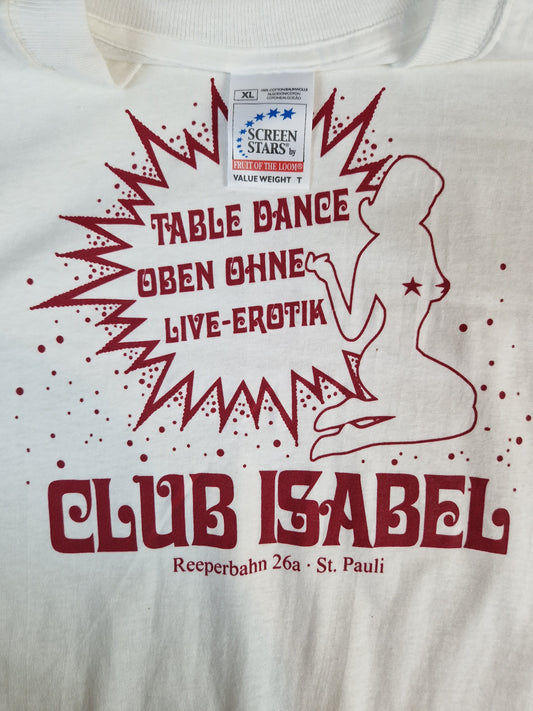 XL
SCREEN
STARS® by
FRUIT OF THE LOOM®
VALUE WEIGHT T
TABLE DANCE
OBEN OHNE
LIVE-EROTIK
CLUB ISABEL
Reeperbahn 26a · St. Pauli